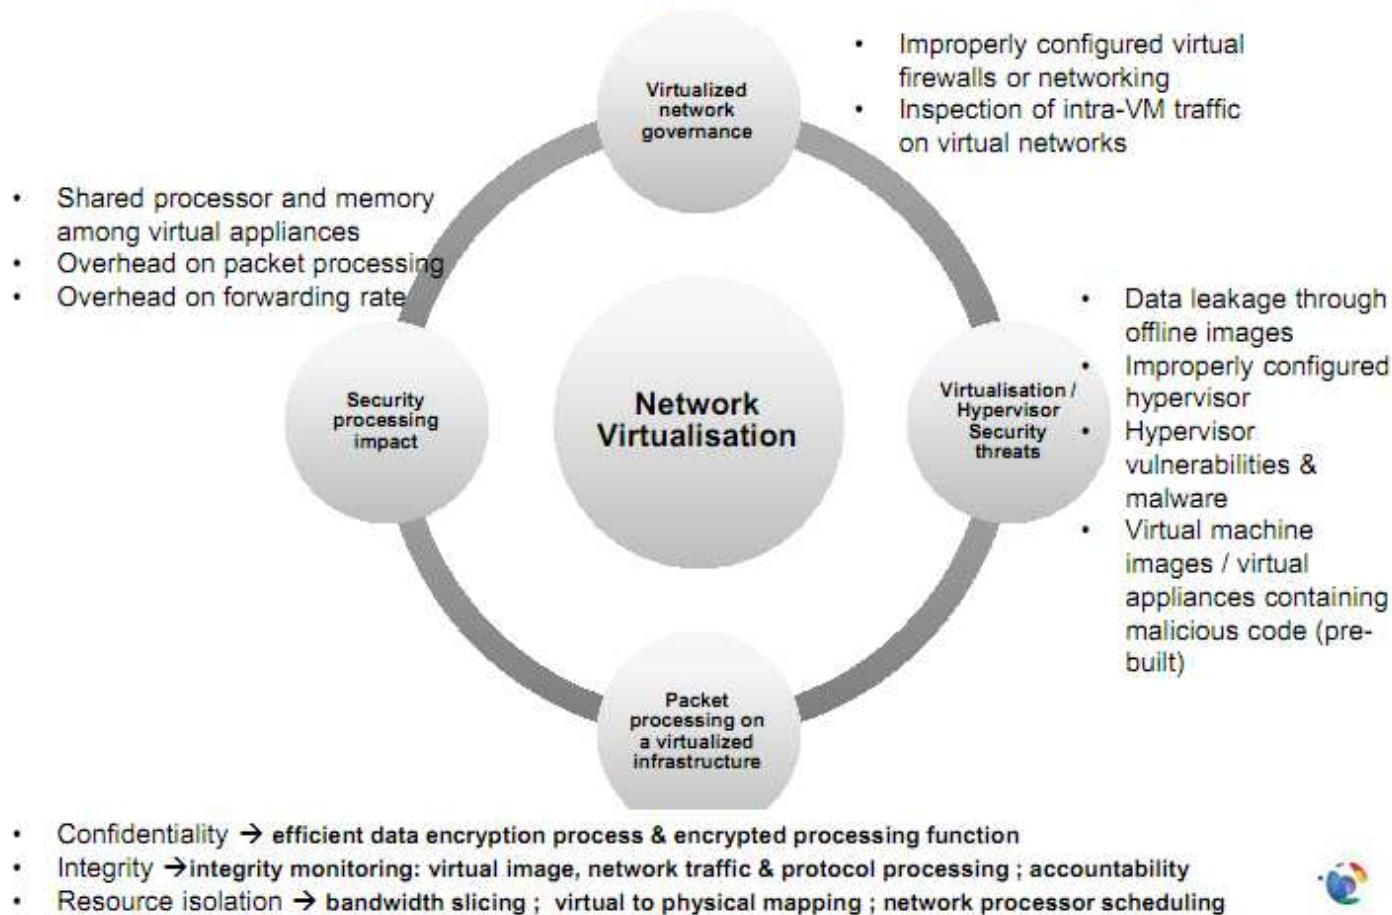 • Improperly configured virtual
firewalls or networking
• Inspection of intra-VM traffic
on virtual networks
Virtualized
network
governance
• Shared processor and memory
among virtual appliances
• Overhead on packet processing
• Overhead on forwarding rate
Security
processing
impact
Network
Virtualisation
Virtualisation /
Hypervisor
Security
threats
• Data leakage through
offline images
• Improperly configured
hypervisor
• Hypervisor
vulnerabilities &
malware
• Virtual machine
images / virtual
appliances containing
malicious code (pre-
built)
Packet
processing on
a virtualized
infrastructure
• Confidentiality → efficient data encryption process & encrypted processing function
• Integrity →integrity monitoring: virtual image, network traffic & protocol processing ; accountability
• Resource isolation → bandwidth slicing ; virtual to physical mapping ; network processor scheduling